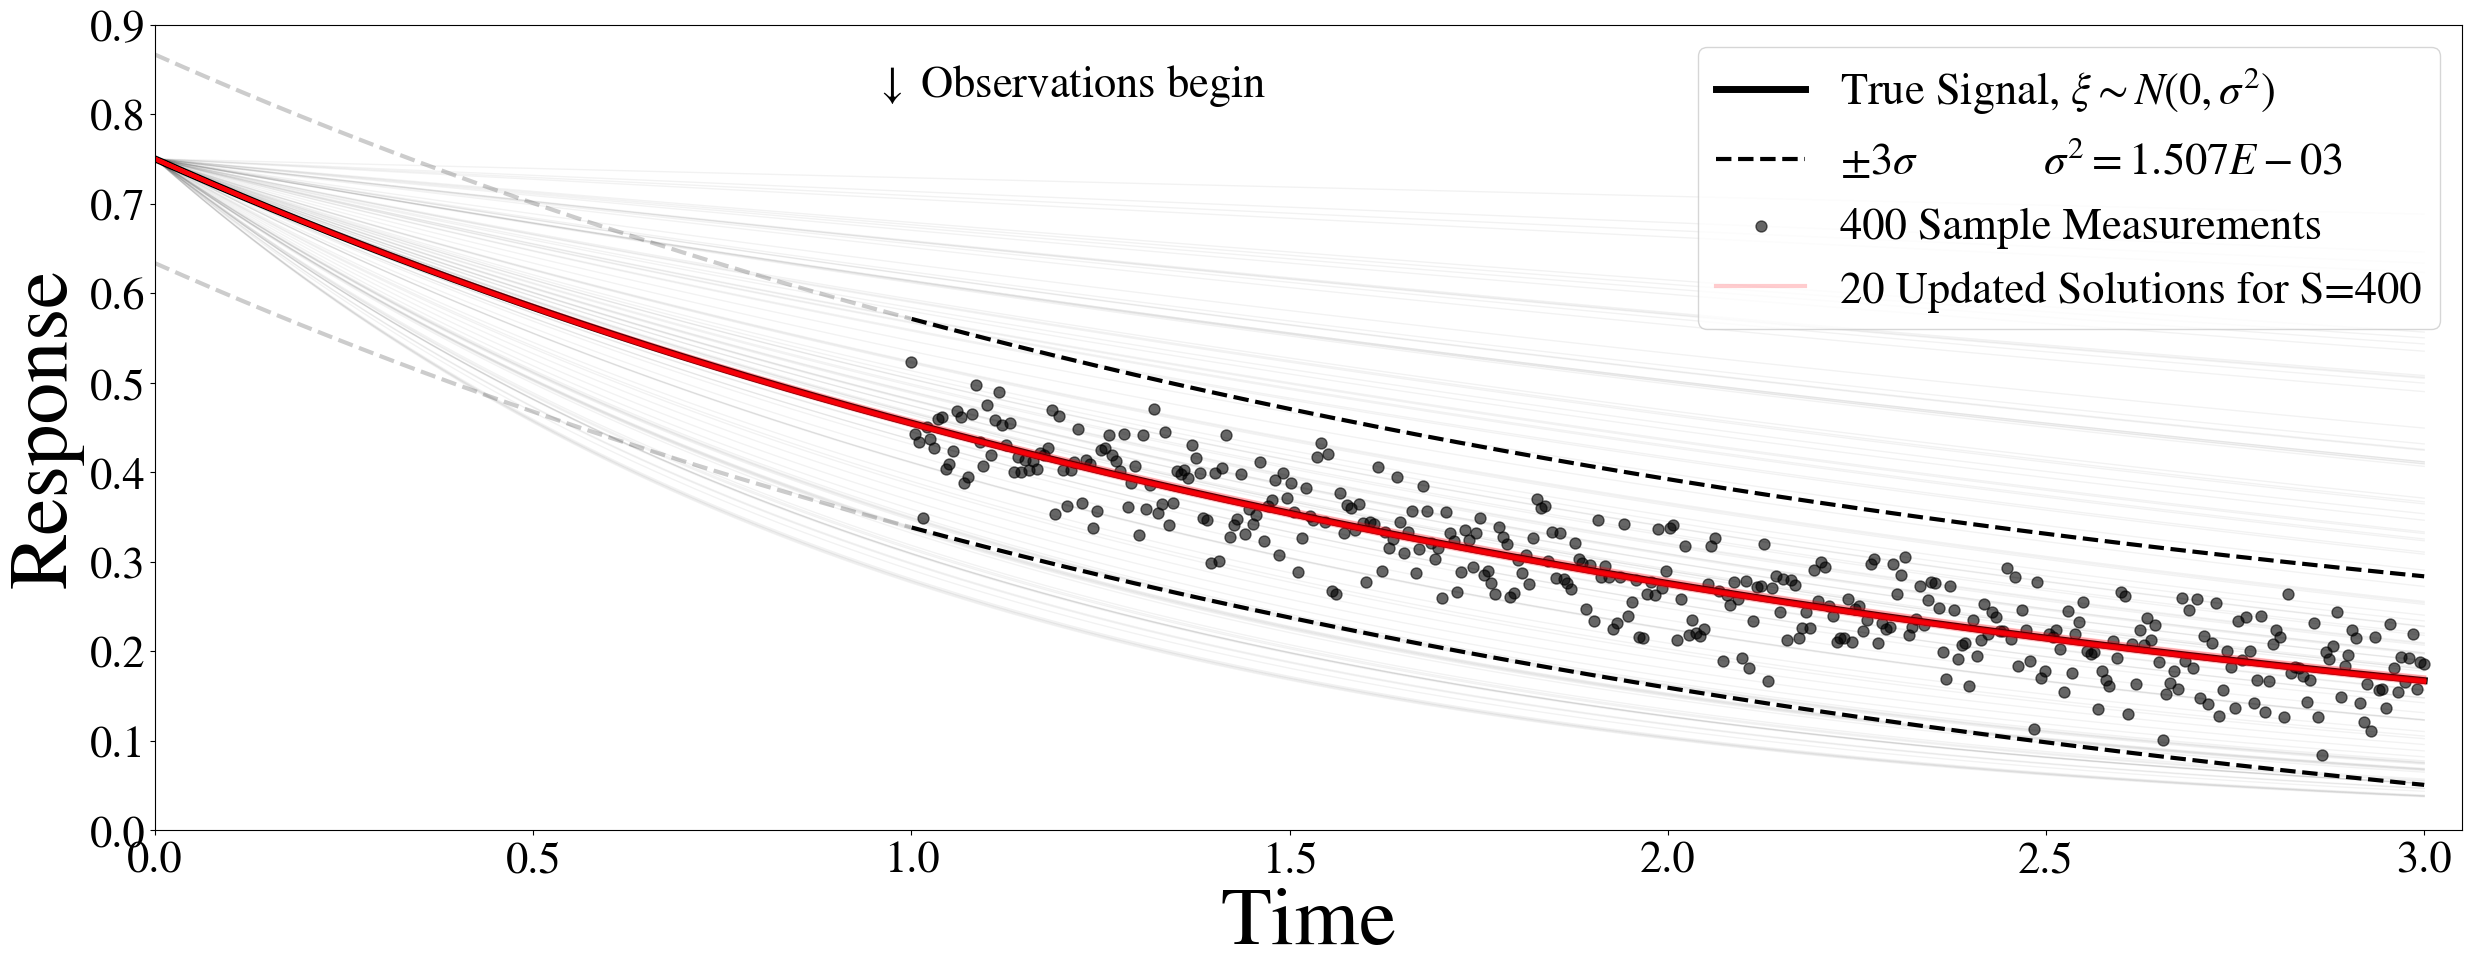 0.9
0.8
0.7
0.6
0.5
0.4
0.3
0.2
0.1
0.0
Response
↓ Observations begin
True Signal, ξ ∼ N(0, σ²)
±3σ σ² = 1.507E − 03
400 Sample Measurements
20 Updated Solutions for S=400
0.0 0.5 1.0 1.5 2.0 2.5 3.0
Time